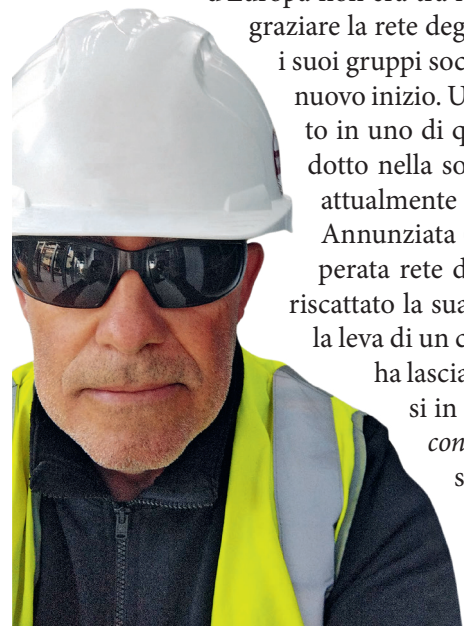 graziare la rete deg
i suoi gruppi soc
nuovo inizio. U
to in uno di q
dotto nella so
attualmente
Annunziata
perata rete d
riscattato la sua
la leva di un c
ha lascia
si in
con
s